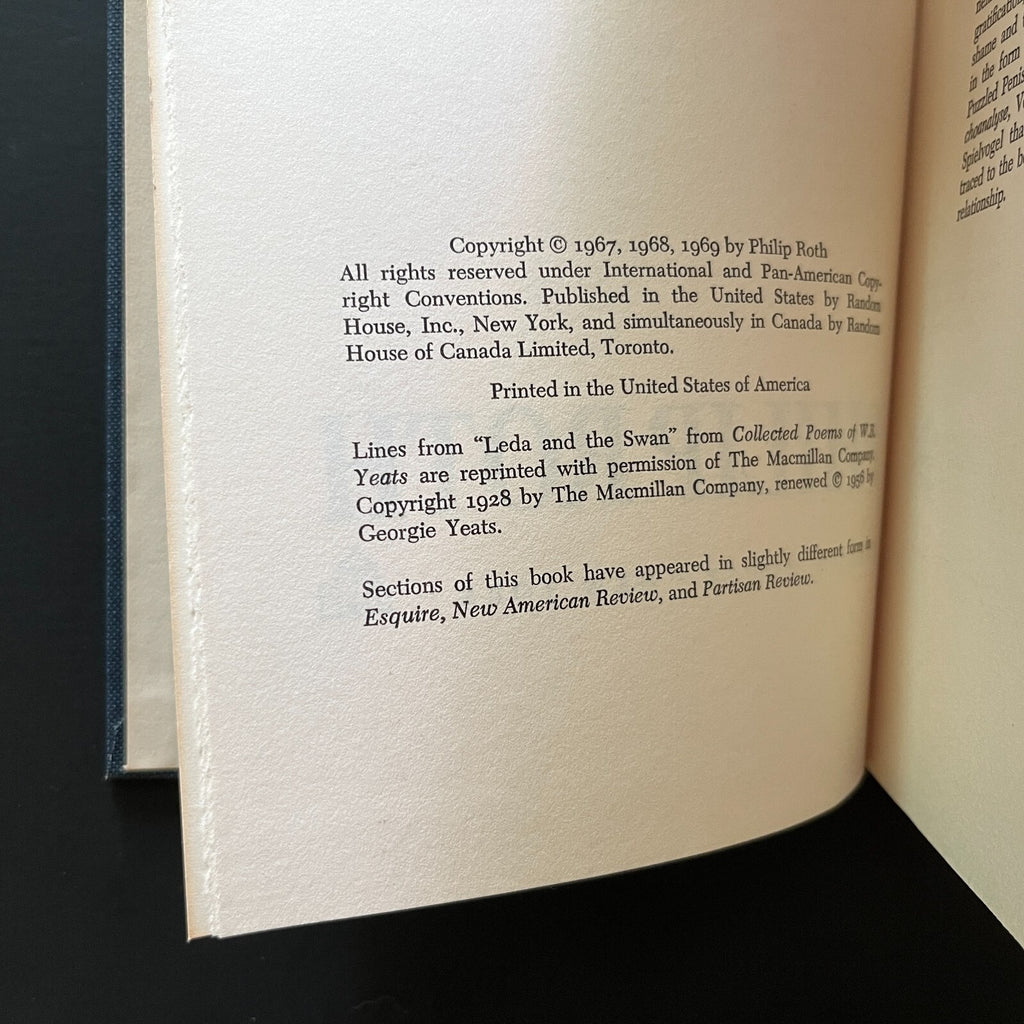 Copyright © 1967, 1968, 1969 by Philip Roth
All rights reserved under International and Pan-American Copy-
right Conventions. Published in the United States by Random
House, Inc., New York, and simultaneously in Canada by Random
House of Canada Limited, Toronto.
Printed in the United States of America
Lines from “Leda and the Swan” from Collected Poems of W.B.
Yeats are reprinted with permission of The Macmillan Company.
Copyright 1928 by The Macmillan Company, renewed © 1956 by
Georgie Yeats.
Sections of this book have appeared in slightly different form in
Esquire, New American Review, and Partisan Review.
gratification
shame and
in the form
Puzzled Penis
choanalyse, V
Spielvogel tha
traced to the b
relationship.